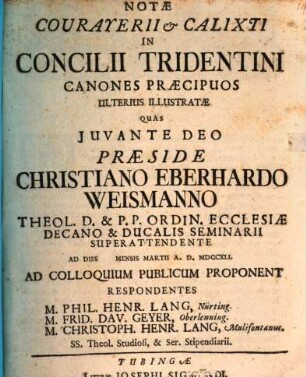 NOTÆ
COURAYERII & CALIXTI
IN
CONCILII TRIDENTINI
CANONES PRÆCIPUOS
ULTERIUS ILLUSTRATÆ
QUAS
JUVANTE DEO
PRÆSIDE
CHRISTIANO EBERHARDO
WEISMANNO
THEOL. D. & P. P. ORDIN. ECCLESIÆ
DECANO & DUCALIS SEMINARII
SUPERATTENDENTE
AD DIES MENSIS MARTII A. D. MDCCXLI.
AD COLLOQUIUM PUBLICUM PROPONENT
RESPONDENTES
M. PHIL. HENR. LANG, Nürting.
M. FRID. DAV. GEYER, Oberlenning.
M. CHRISTOPH. HENR. LANG, Mulifontanus.
SS. Theol. Studiosi, & Ser. Stipendiarii.
TUBINGÆ
JOSEPHI